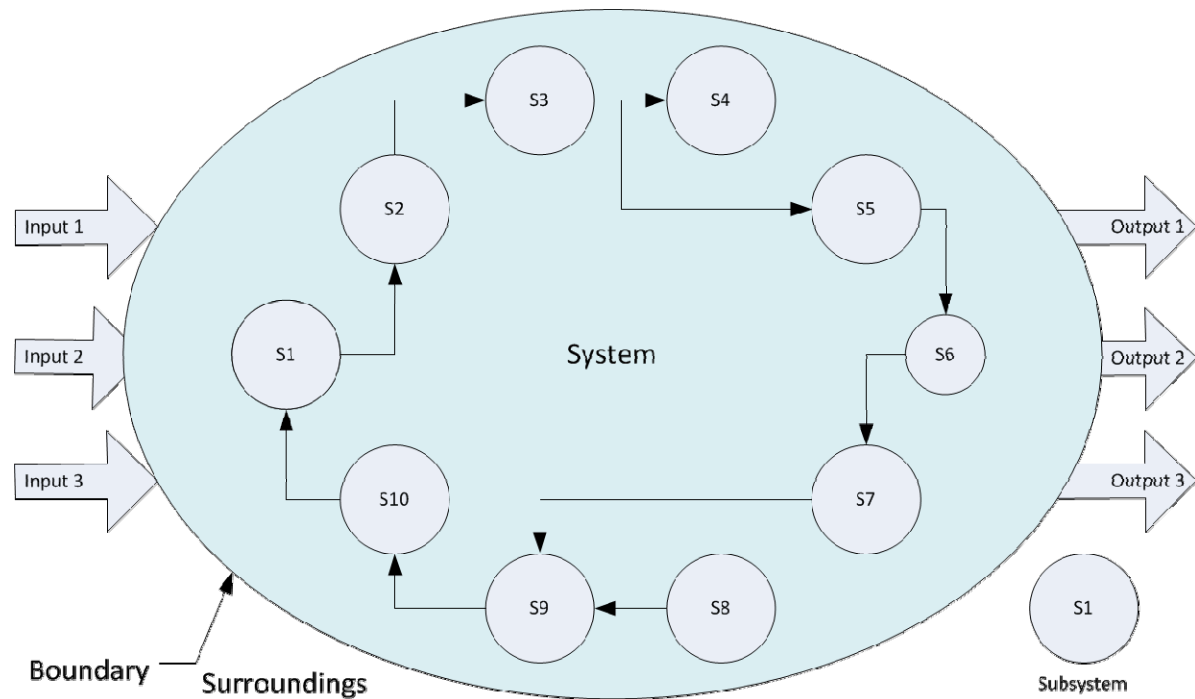 S3
S4
S2
S5
Input 1
Output 1
Input 2
S1
System
S6
Output 2
Input 3
S10
S7
Output 3
S9
S8
S1
Boundary
Surroundings
Subsystem